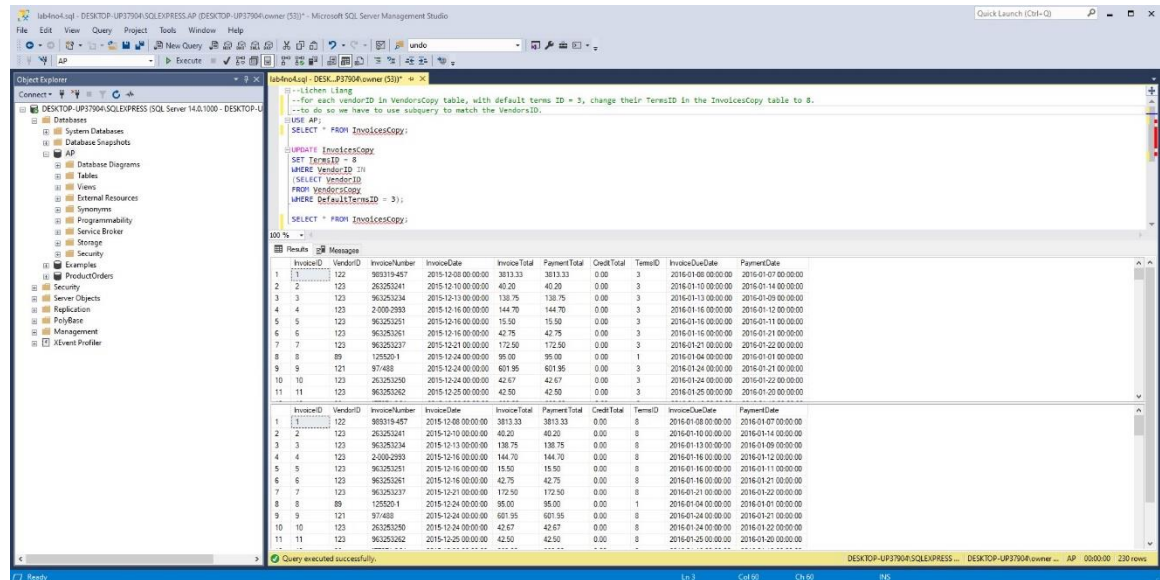 lab4no4.sql - DESKTOP-UP37904\SQLEXPRESS.AP (DESKTOP-UP37904\owner (53))* - Microsoft SQL Server Management Studio
Quick Launch (Ctrl+Q)
File Edit View Query Project Tools Window Help
New Query
undo
AP
Execute
Object Explorer
lab4no4.sql - DESK...P37904\owner (53))*
Connect
DESKTOP-UP37904\SQLEXPRESS (SQL Server 14.0.1000 - DESKTOP-U
Databases
System Databases
Database Snapshots
AP
Database Diagrams
Tables
Views
External Resources
Synonyms
Programmability
Service Broker
Storage
Security
Examples
ProductOrders
Security
Server Objects
Replication
PolyBase
Management
XEvent Profiler
--Lichen Liang
--for each vendorID in VendorsCopy table, with default terms ID = 3, change their TermsID in the InvoicesCopy table to 8.
--to do so we have to use subquery to match the VendorsID.
USE AP;
SELECT * FROM InvoicesCopy;
UPDATE InvoicesCopy
SET TermsID = 8
WHERE VendorID IN
(SELECT VendorID
FROM VendorsCopy
WHERE DefaultTermsID = 3);
SELECT * FROM InvoicesCopy;
100 %
Results Messages
InvoiceID VendorID InvoiceNumber InvoiceDate InvoiceTotal PaymentTotal CreditTotal TermsID InvoiceDueDate PaymentDate
1 1 122 989319-457 2015-12-08 00:00:00 3813.33 3813.33 0.00 3 2016-01-08 00:00:00 2016-01-07 00:00:00
2 2 123 263253241 2015-12-10 00:00:00 40.20 40.20 0.00 3 2016-01-10 00:00:00 2016-01-14 00:00:00
3 3 123 963253234 2015-12-13 00:00:00 138.75 138.75 0.00 3 2016-01-13 00:00:00 2016-01-09 00:00:00
4 4 123 2-000-2993 2015-12-16 00:00:00 144.70 144.70 0.00 3 2016-01-16 00:00:00 2016-01-12 00:00:00
5 5 123 963253251 2015-12-16 00:00:00 15.50 15.50 0.00 3 2016-01-16 00:00:00 2016-01-11 00:00:00
6 6 123 963253261 2015-12-16 00:00:00 42.75 42.75 0.00 3 2016-01-16 00:00:00 2016-01-21 00:00:00
7 7 123 963253237 2015-12-21 00:00:00 172.50 172.50 0.00 3 2016-01-21 00:00:00 2016-01-22 00:00:00
8 8 89 125520-1 2015-12-24 00:00:00 95.00 95.00 0.00 1 2016-01-04 00:00:00 2016-01-01 00:00:00
9 9 121 97/488 2015-12-24 00:00:00 601.95 601.95 0.00 3 2016-01-24 00:00:00 2016-01-21 00:00:00
10 10 123 263253250 2015-12-24 00:00:00 42.67 42.67 0.00 3 2016-01-24 00:00:00 2016-01-22 00:00:00
11 11 123 963253262 2015-12-25 00:00:00 42.50 42.50 0.00 3 2016-01-25 00:00:00 2016-01-20 00:00:00
InvoiceID VendorID InvoiceNumber InvoiceDate InvoiceTotal PaymentTotal CreditTotal TermsID InvoiceDueDate PaymentDate
1 1 122 989319-457 2015-12-08 00:00:00 3813.33 3813.33 0.00 8 2016-01-08 00:00:00 2016-01-07 00:00:00
2 2 123 263253241 2015-12-10 00:00:00 40.20 40.20 0.00 8 2016-01-10 00:00:00 2016-01-14 00:00:00
3 3 123 963253234 2015-12-13 00:00:00 138.75 138.75 0.00 8 2016-01-13 00:00:00 2016-01-09 00:00:00
4 4 123 2-000-2993 2015-12-16 00:00:00 144.70 144.70 0.00 8 2016-01-16 00:00:00 2016-01-12 00:00:00
5 5 123 963253251 2015-12-16 00:00:00 15.50 15.50 0.00 8 2016-01-16 00:00:00 2016-01-11 00:00:00
6 6 123 963253261 2015-12-16 00:00:00 42.75 42.75 0.00 8 2016-01-16 00:00:00 2016-01-21 00:00:00
7 7 123 963253237 2015-12-21 00:00:00 172.50 172.50 0.00 8 2016-01-21 00:00:00 2016-01-22 00:00:00
8 8 89 125520-1 2015-12-24 00:00:00 95.00 95.00 0.00 1 2016-01-04 00:00:00 2016-01-01 00:00:00
9 9 121 97/488 2015-12-24 00:00:00 601.95 601.95 0.00 8 2016-01-24 00:00:00 2016-01-21 00:00:00
10 10 123 263253250 2015-12-24 00:00:00 42.67 42.67 0.00 8 2016-01-24 00:00:00 2016-01-22 00:00:00
11 11 123 963253262 2015-12-25 00:00:00 42.50 42.50 0.00 8 2016-01-25 00:00:00 2016-01-20 00:00:00
Query executed successfully.
DESKTOP-UP37904\SQLEXPRESS ... DESKTOP-UP37904\owner ... AP 00:00:00 230 rows
Ready Ln 3 Col 60 Ch 60 INS